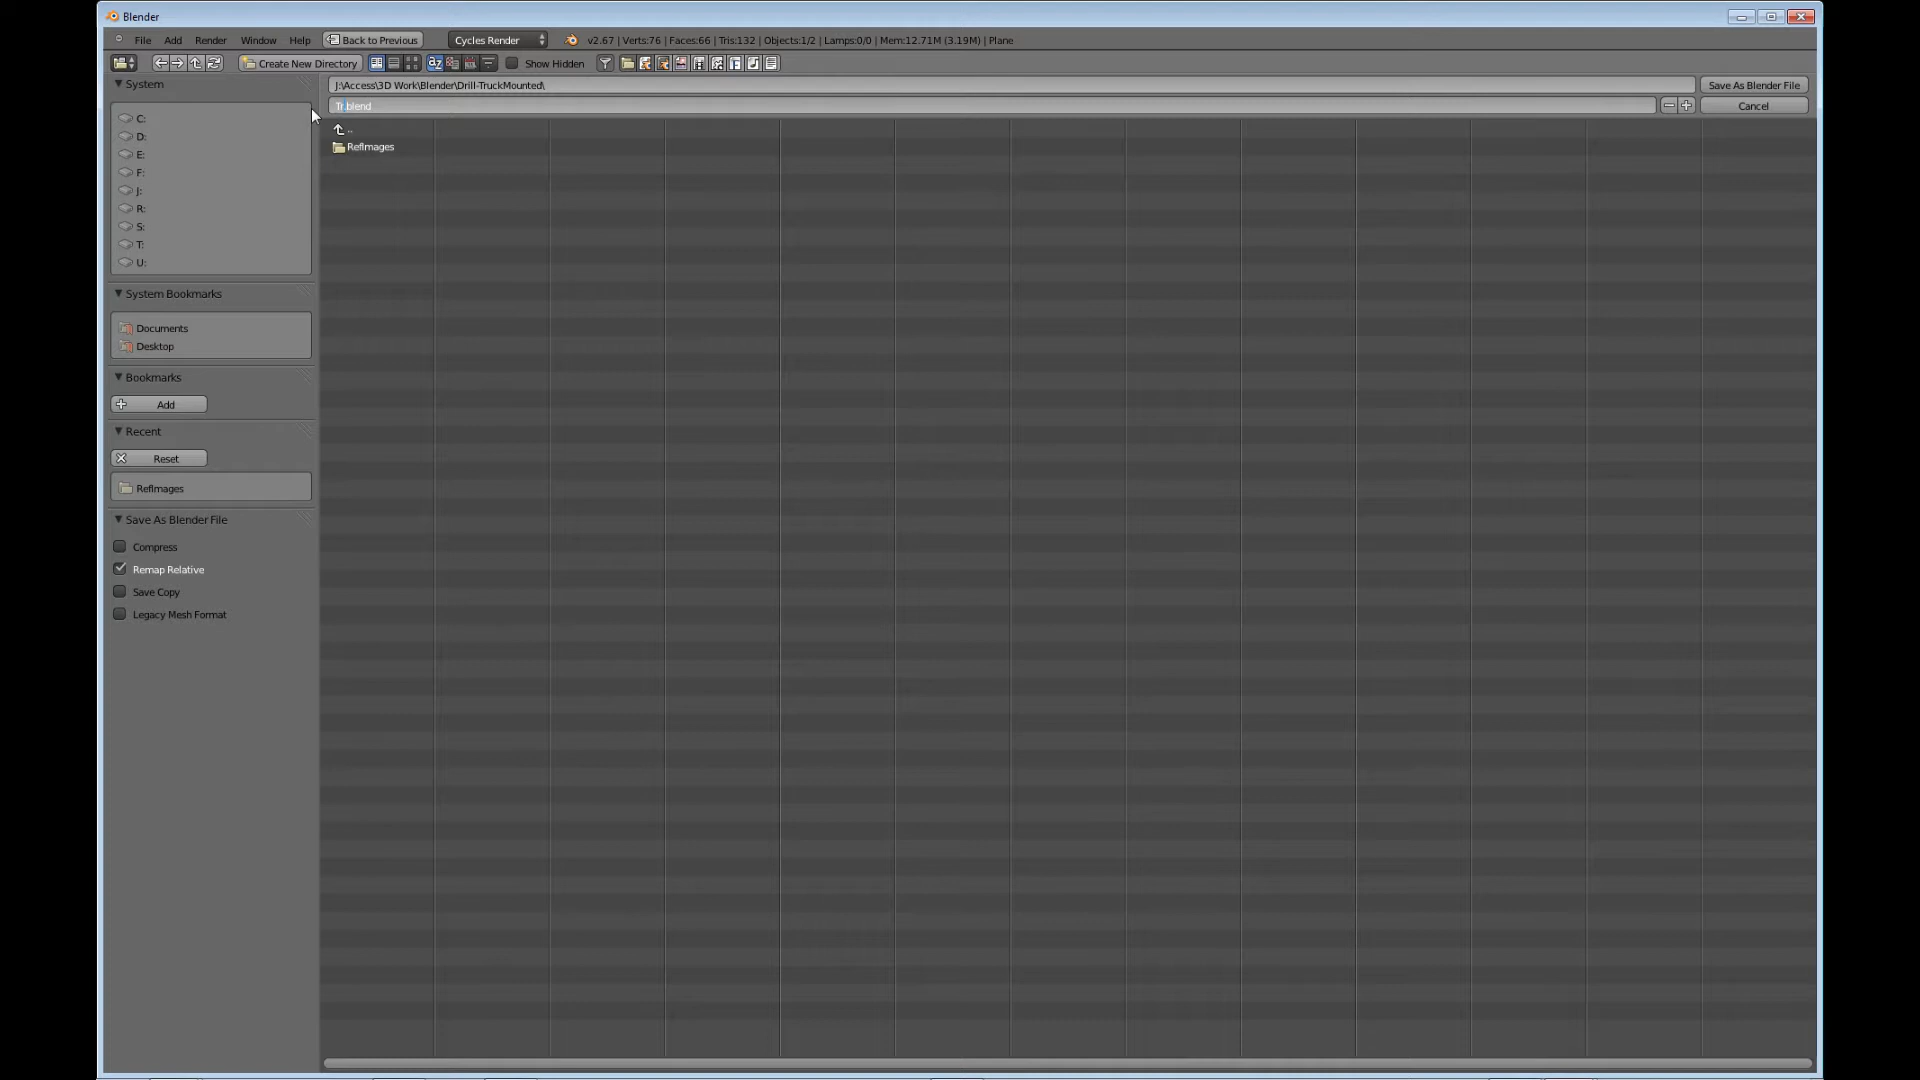 Blender
File Add Render Window Help Back to Previous Cycles Render v2.67 | Verts:76 | Faces:66 | Tris:132 | Objects:1/2 | Lamps:0/0 | Mem:12.71M (3.19M) | Plane
Create New Directory Show Hidden
System
J:\Access\3D Work\Blender\Drill-TruckMounted\ Save As Blender File
Tr.blend Cancel
C:
..
D:
RefImages
E:
F:
J:
R:
S:
T:
U:
System Bookmarks
Documents
Desktop
Bookmarks
Add
Recent
Reset
RefImages
Save As Blender File
Compress
Remap Relative
Save Copy
Legacy Mesh Format